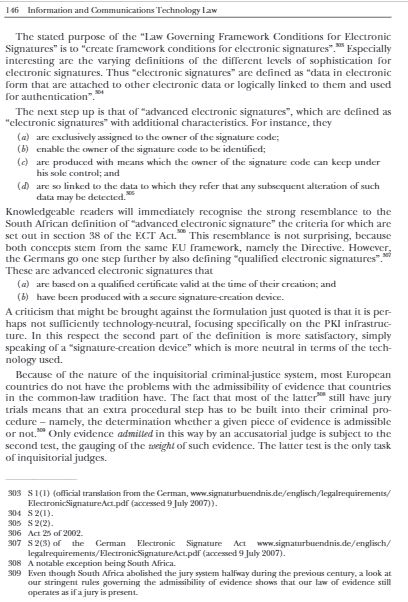 146 Information and Communications Technology Law
The stated purpose of the “Law Governing Framework Conditions for Electronic
Signatures” is to “create framework conditions for electronic signatures”.303 Especially
interesting are the varying definitions of the different levels of sophistication for
electronic signatures. Thus “electronic signatures” are defined as “data in electronic
form that are attached to other electronic data or logically linked to them and used
for authentication”.304
The next step up is that of “advanced electronic signatures”, which are defined as
“electronic signatures” with additional characteristics. For instance, they
(a) are exclusively assigned to the owner of the signature code;
(b) enable the owner of the signature code to be identified;
(c) are produced with means which the owner of the signature code can keep under
his sole control; and
(d) are so linked to the data to which they refer that any subsequent alteration of such
data may be detected.305
Knowledgeable readers will immediately recognise the strong resemblance to the
South African definition of “advanced electronic signature” the criteria for which are
set out in section 38 of the ECT Act.306 This resemblance is not surprising, because
both concepts stem from the same EU framework, namely the Directive. However,
the Germans go one step further by also defining “qualified electronic signatures”.307
These are advanced electronic signatures that
(a) are based on a qualified certificate valid at the time of their creation; and
(b) have been produced with a secure signature-creation device.
A criticism that might be brought against the formulation just quoted is that it is per-
haps not sufficiently technology-neutral, focusing specifically on the PKI infrastruc-
ture. In this respect the second part of the definition is more satisfactory, simply
speaking of a “signature-creation device” which is more neutral in terms of the tech-
nology used.
Because of the nature of the inquisitorial criminal-justice system, most European
countries do not have the problems with the admissibility of evidence that countries
in the common-law tradition have. The fact that most of the latter308 still have jury
trials means that an extra procedural step has to be built into their criminal pro-
cedure – namely, the determination whether a given piece of evidence is admissible
or not.309 Only evidence admitted in this way by an accusatorial judge is subject to the
second test, the gauging of the weight of such evidence. The latter test is the only task
of inquisitorial judges.
303 S 1(1) (official translation from the German, www.signaturbuendnis.de/englisch/legalrequirements/
ElectronicSignatureAct.pdf (accessed 9 July 2007)).
304 S 2(1).
305 S 2(2).
306 Act 25 of 2002.
307 S 2(3) of the German Electronic Signature Act www.signaturbuendnis.de/englisch/
legalrequirements/ElectronicSignatureAct.pdf (accessed 9 July 2007).
308 A notable exception being South Africa.
309 Even though South Africa abolished the jury system halfway during the previous century, a look at
our stringent rules governing the admissibility of evidence shows that our law of evidence still
operates as if a jury is present.